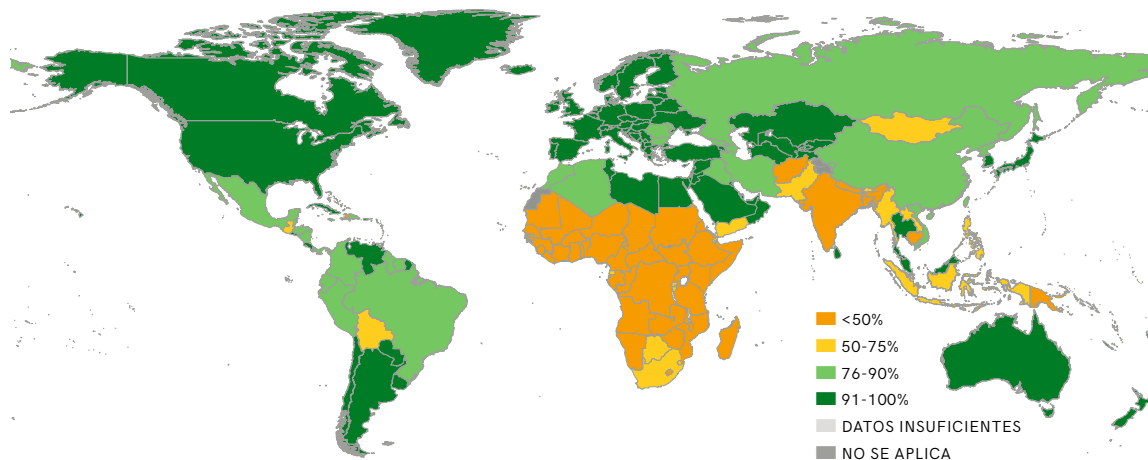 <50%
50-75%
76-90%
91-100%
DATOS INSUFICIENTES
NO SE APLICA